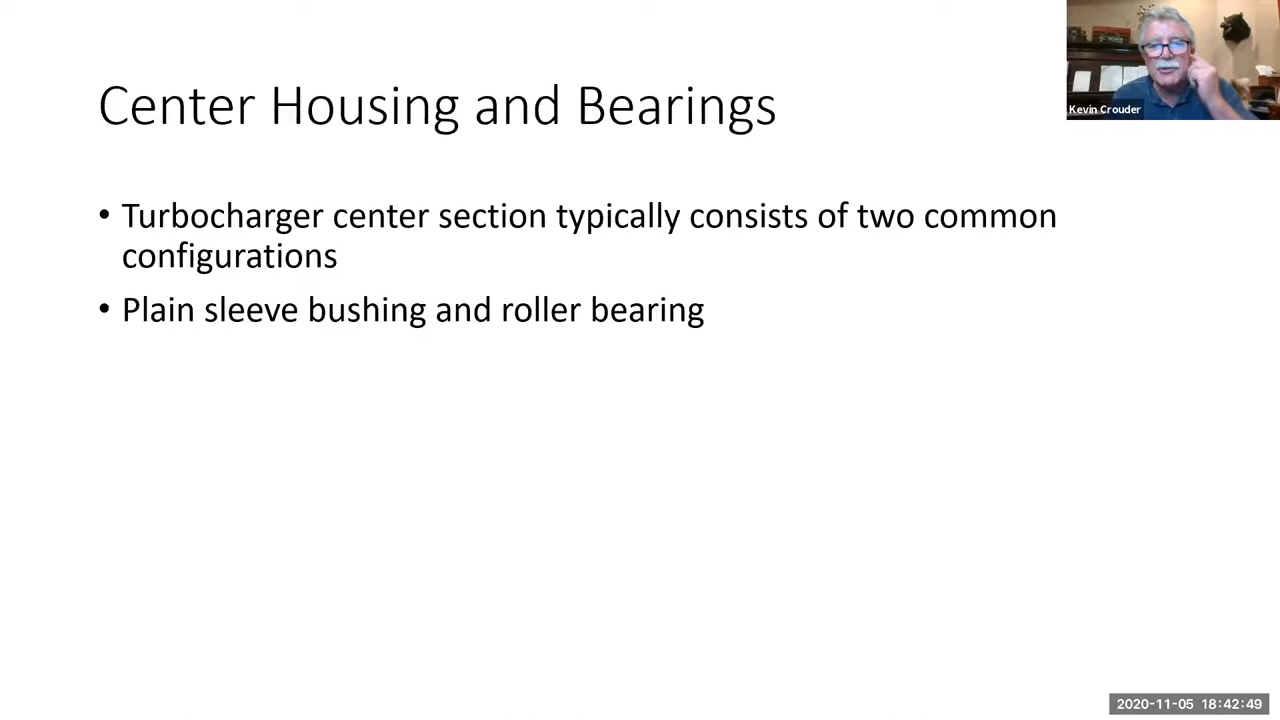 Center Housing and Bearings
• Turbocharger center section typically consists of two common
configurations
• Plain sleeve bushing and roller bearing
Kevin Crouder
2020-11-05 18:42:49